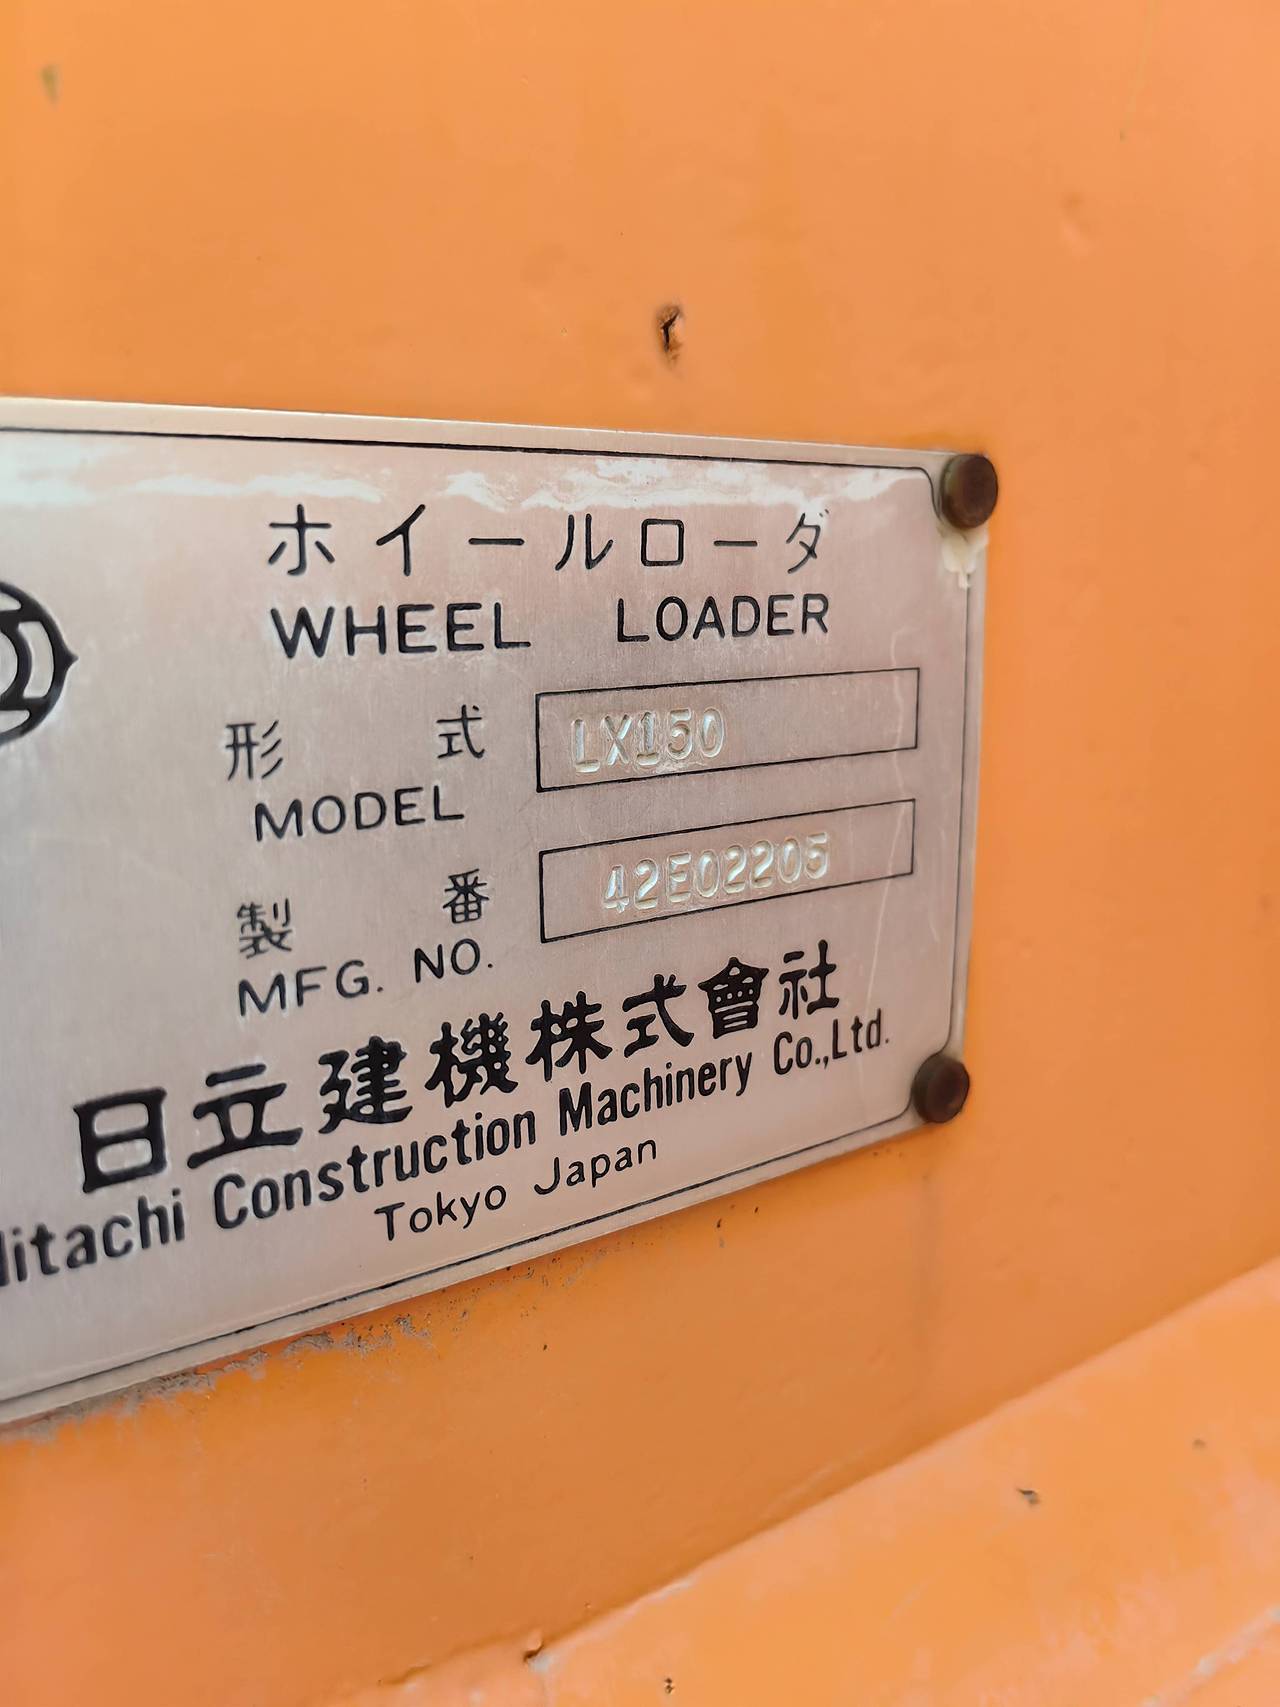 ホイールローダ
WHEEL LOADER
形式 LX150
MODEL
製番 42E02205
MFG. NO.
日立建機株式會社
Hitachi Construction Machinery Co.,Ltd.
Tokyo Japan